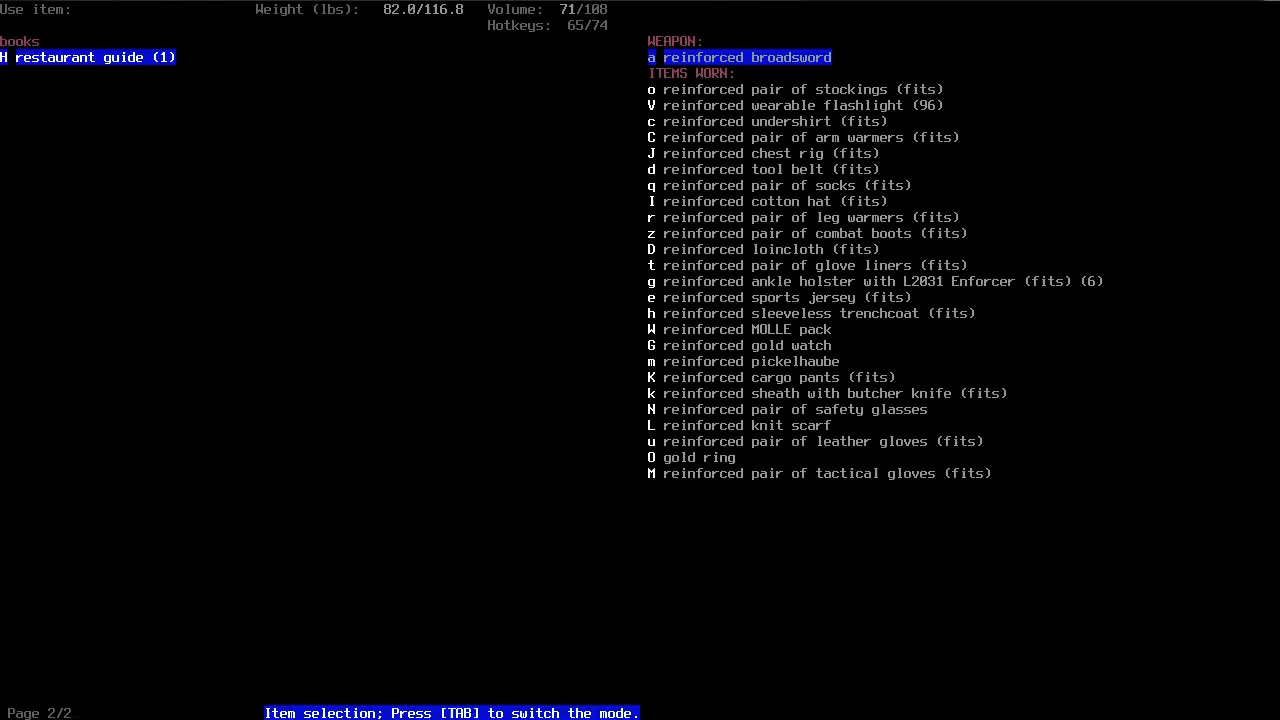 Use item: Weight (lbs): 82.0/116.8 Volume: 71/108
Hotkeys: 65/74
books
H restaurant guide (1)
WEAPON:
a reinforced broadsword
ITEMS WORN:
o reinforced pair of stockings (fits)
V reinforced wearable flashlight (96)
c reinforced undershirt (fits)
C reinforced pair of arm warmers (fits)
J reinforced chest rig (fits)
d reinforced tool belt (fits)
q reinforced pair of socks (fits)
I reinforced cotton hat (fits)
r reinforced pair of leg warmers (fits)
z reinforced pair of combat boots (fits)
D reinforced loincloth (fits)
t reinforced pair of glove liners (fits)
g reinforced ankle holster with L2031 Enforcer (fits) (6)
e reinforced sports jersey (fits)
h reinforced sleeveless trenchcoat (fits)
W reinforced MOLLE pack
G reinforced gold watch
m reinforced pickelhaube
K reinforced cargo pants (fits)
k reinforced sheath with butcher knife (fits)
N reinforced pair of safety glasses
L reinforced knit scarf
u reinforced pair of leather gloves (fits)
O gold ring
M reinforced pair of tactical gloves (fits)
Page 2/2 Item selection; Press [TAB] to switch the mode.